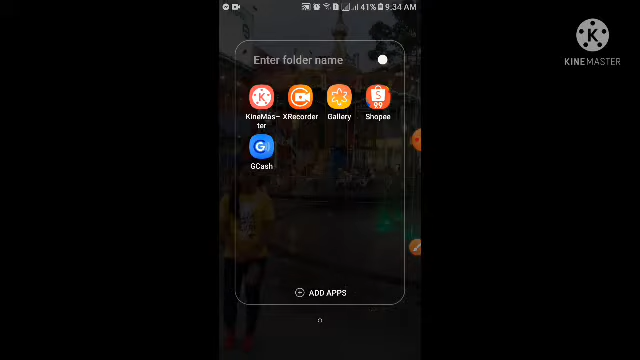 41% 9:34 AM
Enter folder name
KINEMASTER
KineMas-
ter
XRecorder
Gallery
Shopee
GCash
ADD APPS